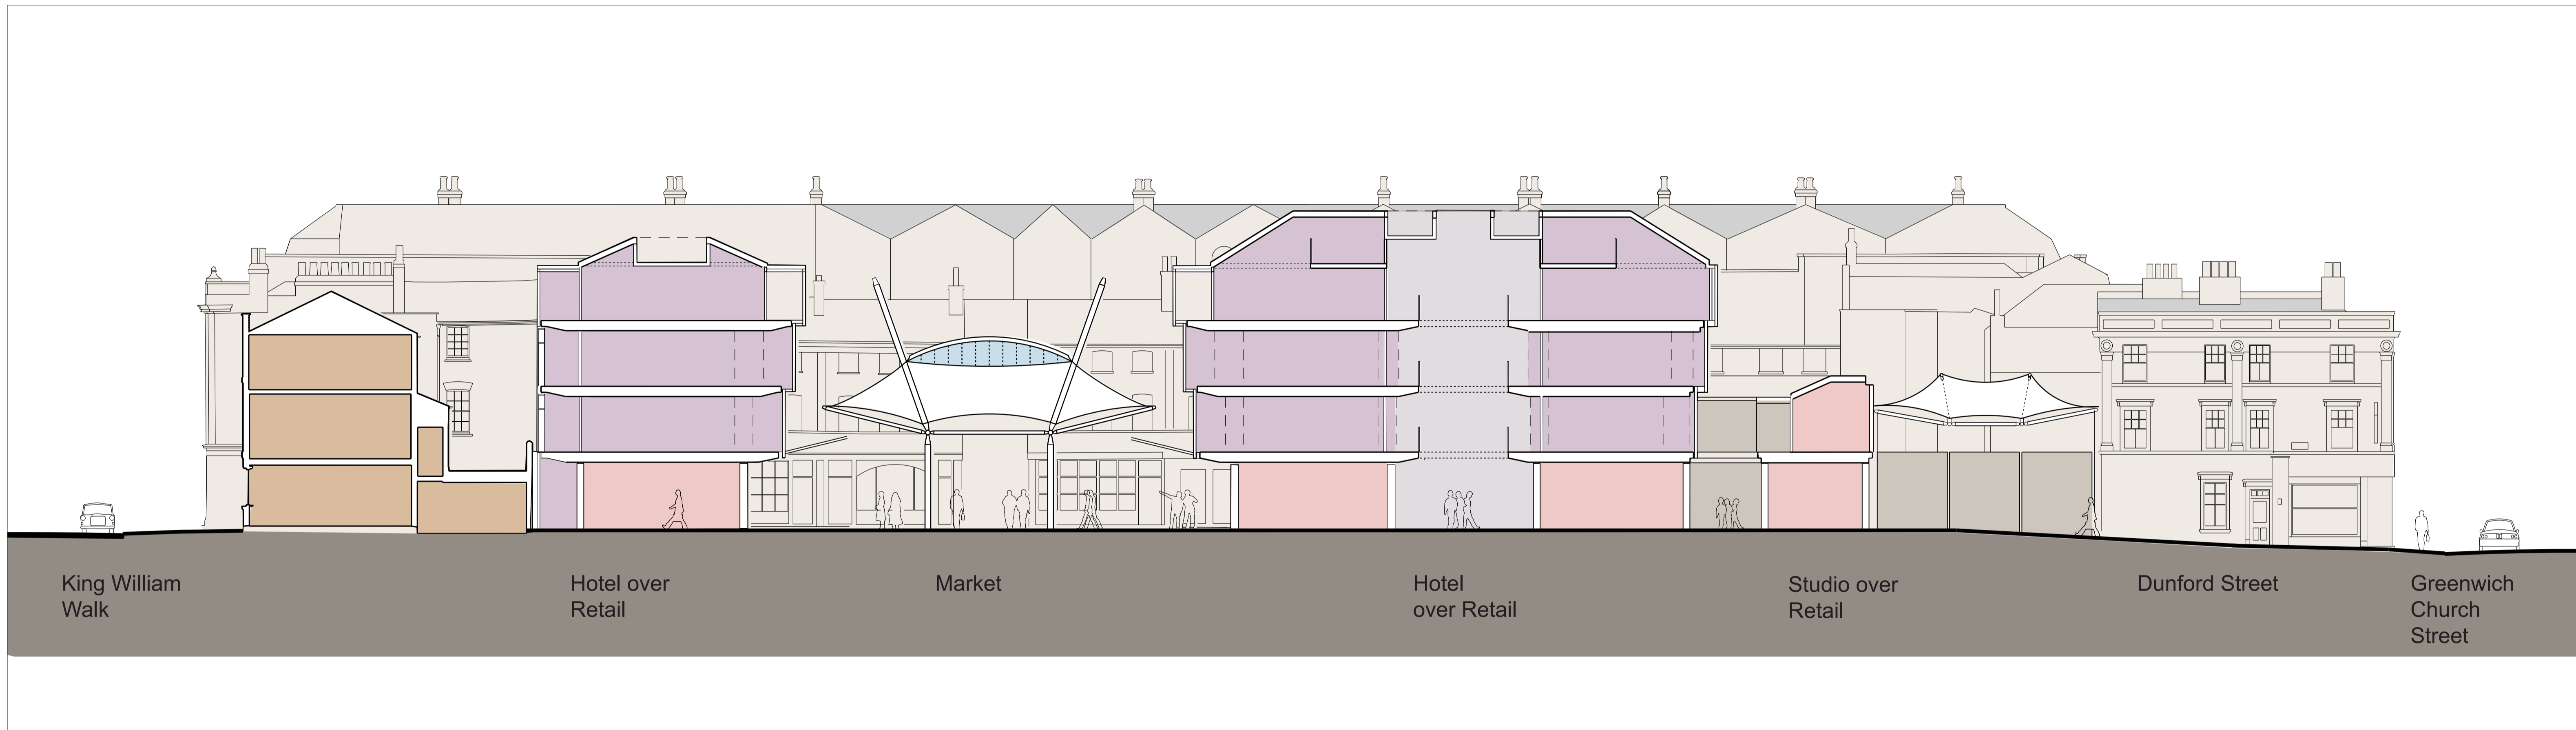 King William
Walk
Hotel over
Retail
Market
Hotel
over Retail
Studio over
Retail
Dunford Street
Greenwich
Church
Street